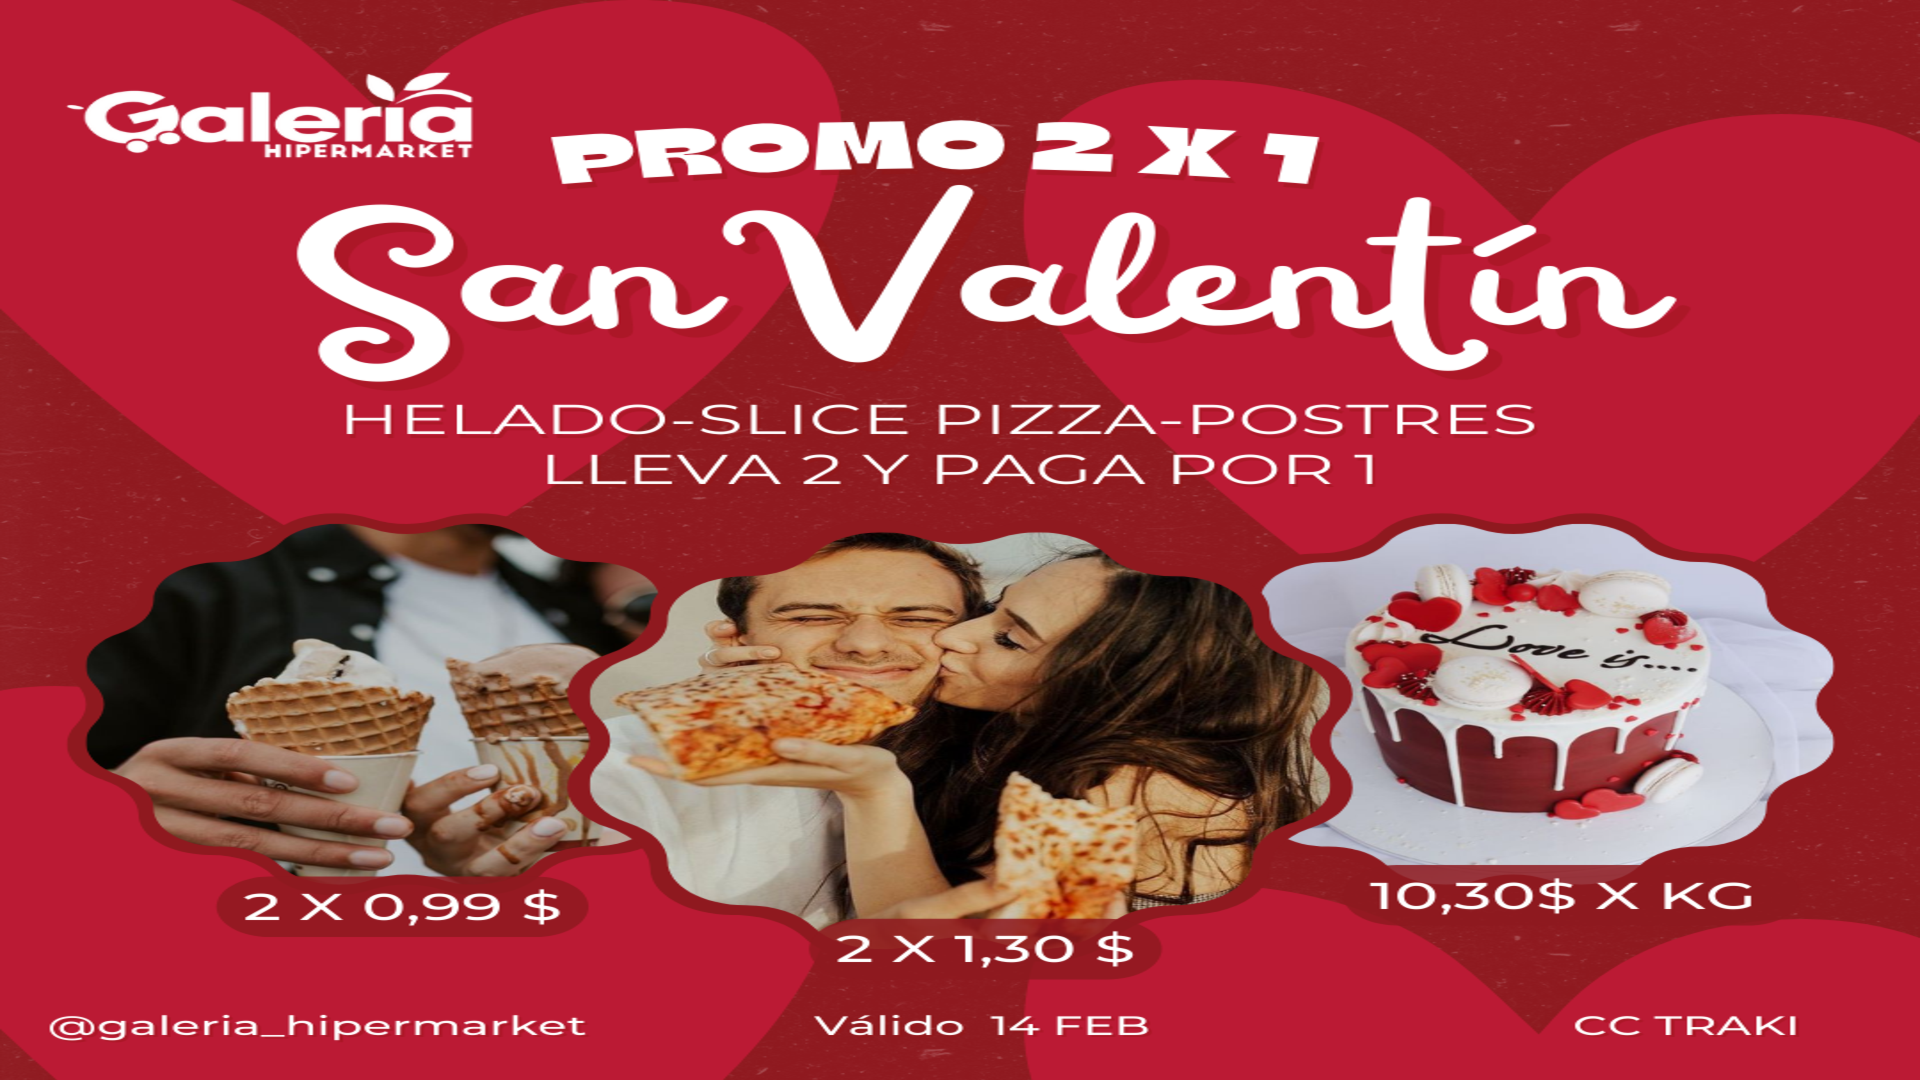 Galeria
HIPERMARKET
PROMO 2 X 1
San Valentín
HELADO-SLICE PIZZA-POSTRES
LLEVA 2 Y PAGA POR 1
Love is....
2 X 0,99 $
2 X 1,30 $
10,30$ X KG
@galeria_hipermarket
Válido 14 FEB
CC TRAKI